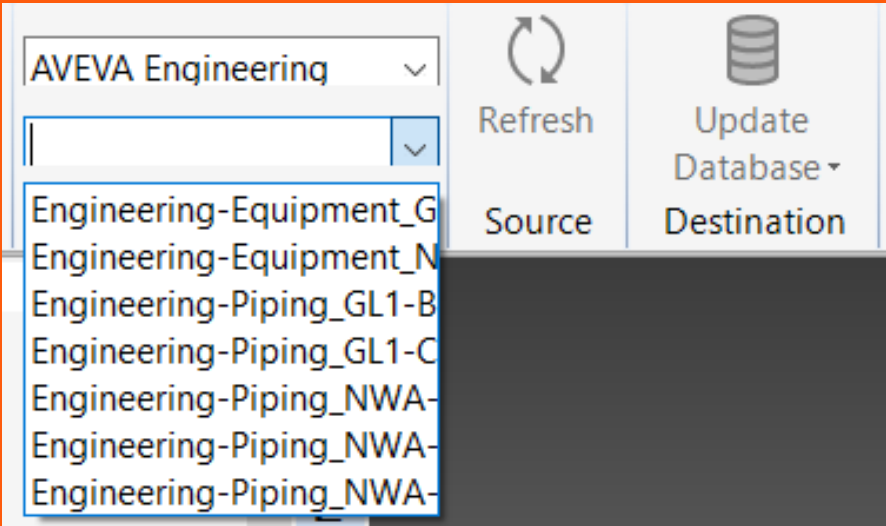 AVEVA Engineering
Refresh
Update
Database
Source
Destination
Engineering-Equipment_G
Engineering-Equipment_N
Engineering-Piping_GL1-B
Engineering-Piping_GL1-C
Engineering-Piping_NWA-
Engineering-Piping_NWA-
Engineering-Piping_NWA-